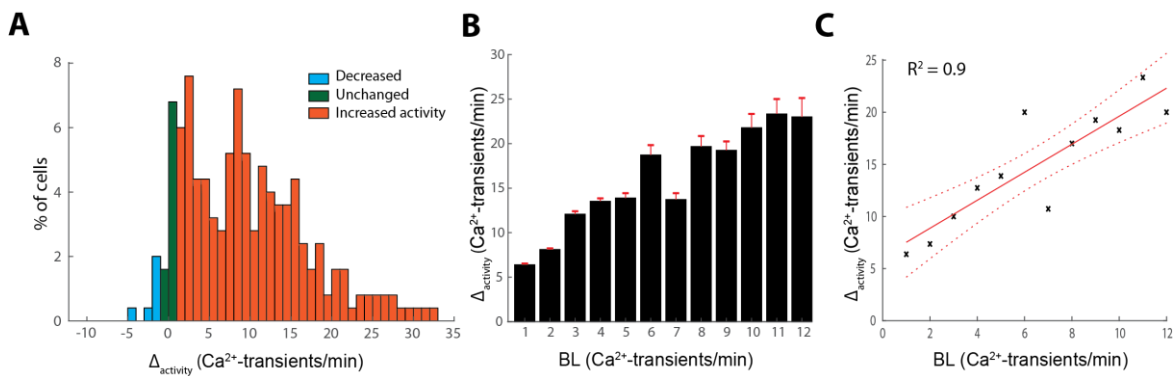 A
8
6
4
2
0
% of cells
Decreased
Unchanged
Increased activity
-10 -5 0 5 10 15 20 25 30 35
Δactivity (Ca²⁺-transients/min)
B
30
25
20
15
10
5
0
Δactivity (Ca²⁺-transients/min)
1 2 3 4 5 6 7 8 9 10 11 12
BL (Ca²⁺-transients/min)
C
R² = 0.9
25
20
15
10
5
0
Δactivity (Ca²⁺-transients/min)
2 4 6 8 10 12
BL (Ca²⁺-transients/min)